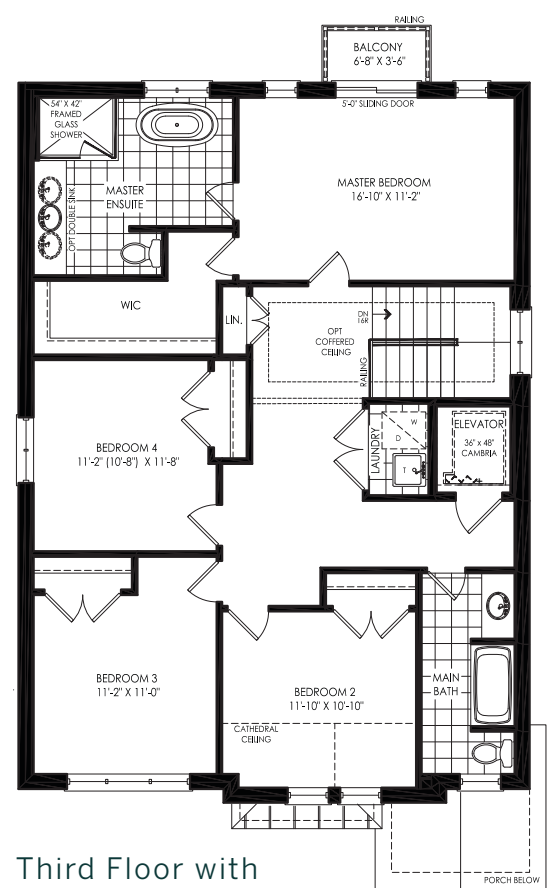 RAILING
BALCONY
6'-8" X 3'-6"
5'-0" SLIDING DOOR
54" X 42"
FRAMED
GLASS
SHOWER
OPT DOUBLE SINK
MASTER
ENSUITE
MASTER BEDROOM
16'-10" X 11'-2"
WIC
LIN.
DN
16R
OPT
COFFERED
CEILING
RAILING
LAUNDRY
W
D
T
ELEVATOR
36" x 48"
CAMBRIA
BEDROOM 4
11'-2" (10'-8") X 11'-8"
BEDROOM 3
11'-2" X 11'-0"
BEDROOM 2
11'-10" X 10'-10"
CATHEDRAL
CEILING
MAIN
BATH
PORCH BELOW
Third Floor with